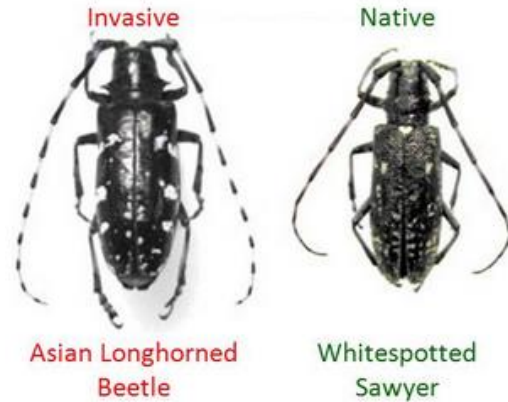 Invasive
Native
Asian Longhorned
Beetle
Whitespotted
Sawyer